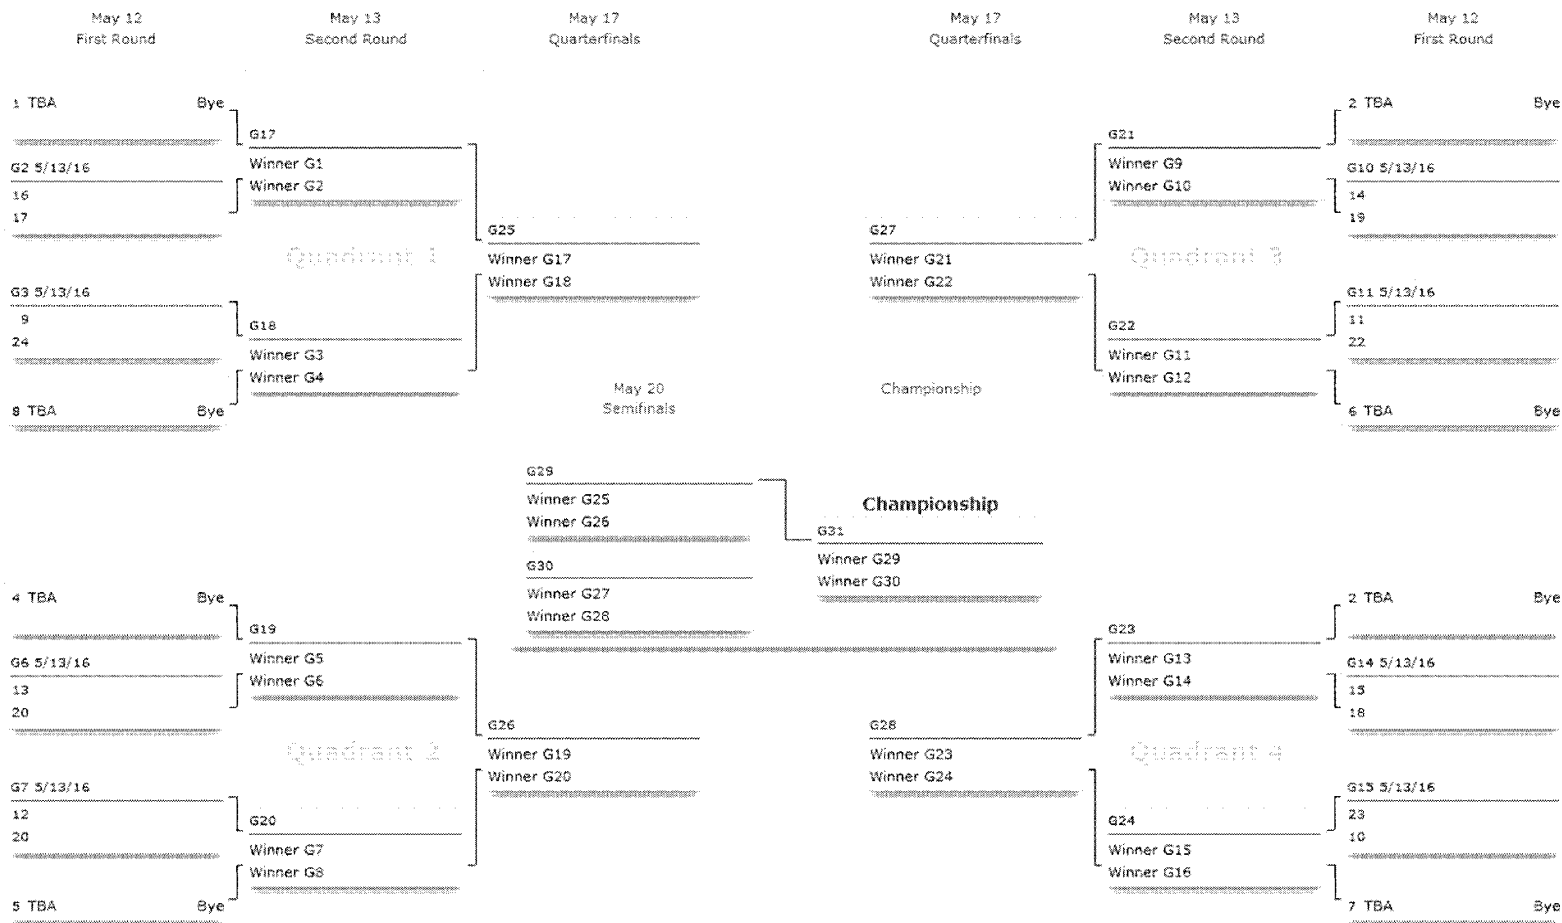 May 12
First Round
May 13
Second Round
May 17
Quarterfinals
May 17
Quarterfinals
May 13
Second Round
May 12
First Round
1 TBA Bye
G2 5/13/16
16
17
G17
Winner G1
Winner G2
Quadrant 1
G3 5/13/16
9
24
G18
Winner G3
Winner G4
8 TBA Bye
G25
Winner G17
Winner G18
G27
Winner G21
Winner G22
G21
Winner G9
Winner G10
Quadrant 3
G22
Winner G11
Winner G12
2 TBA Bye
G10 5/13/16
14
19
G11 5/13/16
11
22
6 TBA Bye
May 20
Semifinals
Championship
G29
Winner G25
Winner G26
G30
Winner G27
Winner G28
Championship
G31
Winner G29
Winner G30
4 TBA Bye
G6 5/13/16
13
20
G19
Winner G5
Winner G6
Quadrant 2
G7 5/13/16
12
20
G20
Winner G7
Winner G8
5 TBA Bye
G26
Winner G19
Winner G20
G28
Winner G23
Winner G24
G23
Winner G13
Winner G14
Quadrant 4
G24
Winner G15
Winner G16
2 TBA Bye
G14 5/13/16
15
18
G15 5/13/16
23
10
7 TBA Bye